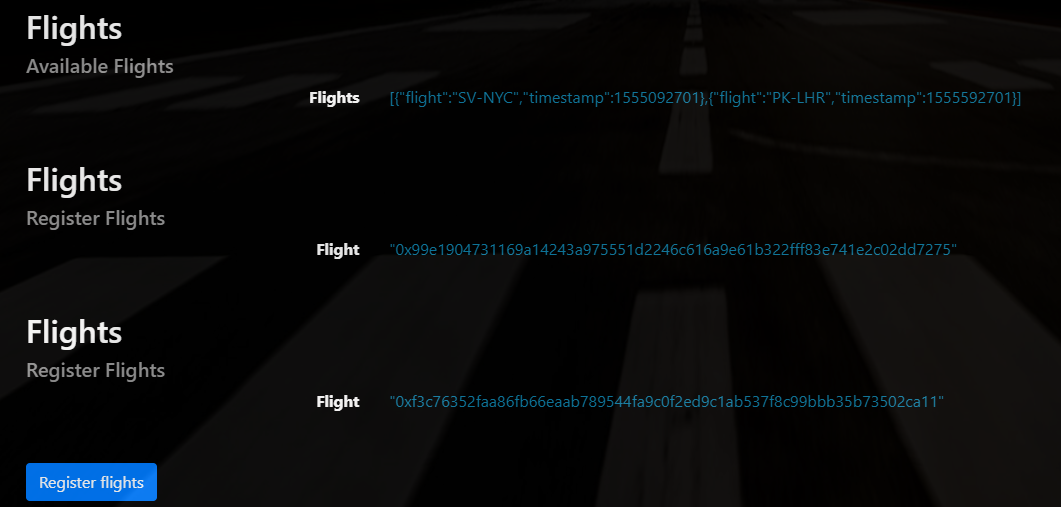 Flights
Available Flights
Flights [{"flight":"SV-NYC","timestamp":1555092701},{"flight":"PK-LHR","timestamp":1555592701}]
Flights
Register Flights
Flight "0x99e1904731169a14243a975551d2246c616a9e61b322fff83e741e2c02dd7275"
Flights
Register Flights
Flight "0xf3c76352faa86fb66eaab789544fa9c0f2ed9c1ab537f8c99bbb35b73502ca11"
Register flights